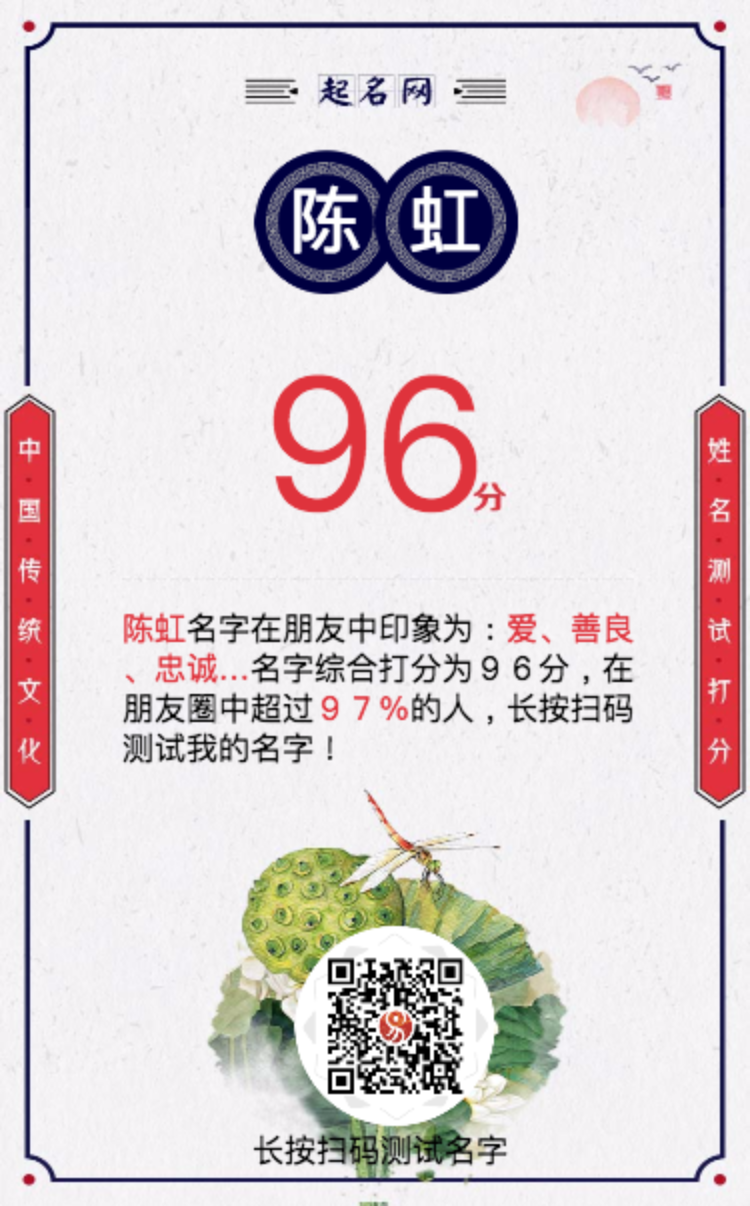 起名网
陈虹
96分
中国传统文化
姓名测试打分
陈虹名字在朋友中印象为：爱、善良
、忠诚...名字综合打分为９６分，在
朋友圈中超过９７%的人，长按扫码
测试我的名字！
长按扫码测试名字